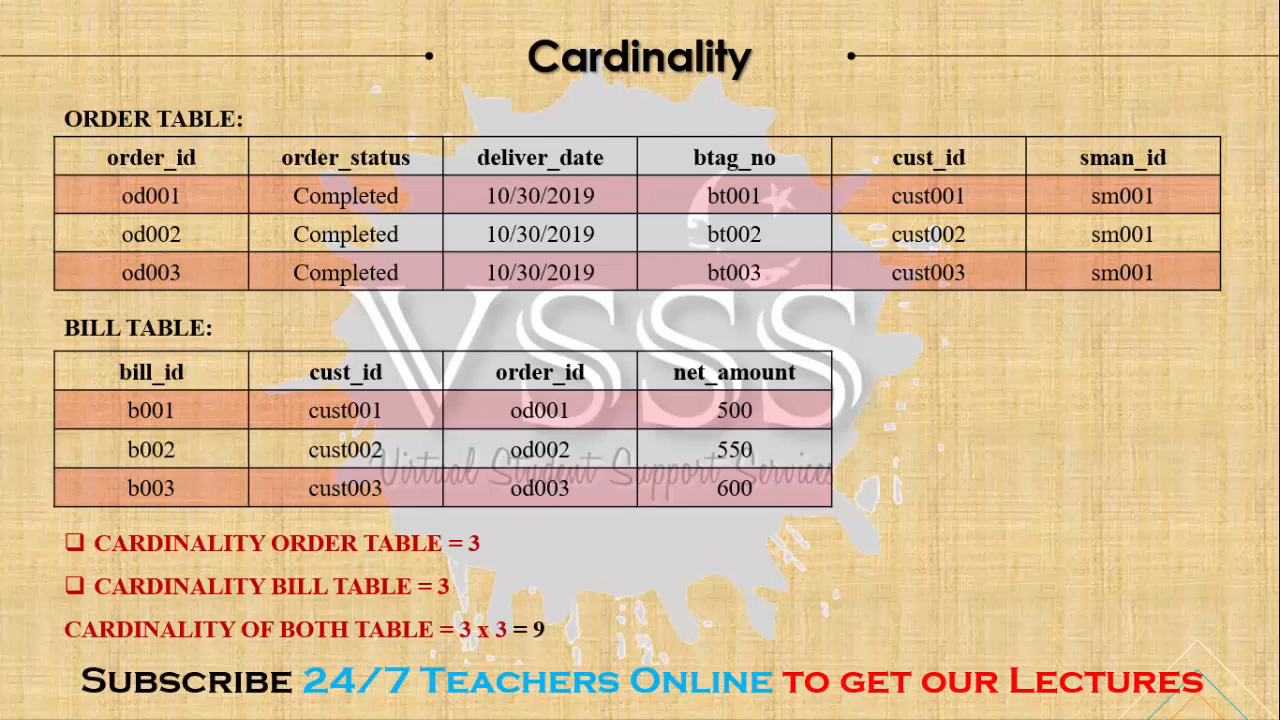 Cardinality
ORDER TABLE:
order_id order_status deliver_date btag_no cust_id sman_id
od001 Completed 10/30/2019 bt001 cust001 sm001
od002 Completed 10/30/2019 bt002 cust002 sm001
od003 Completed 10/30/2019 bt003 cust003 sm001
VSSS
BILL TABLE:
bill_id cust_id order_id net_amount
b001 cust001 od001 500
b002 cust002 od002 550
Virtual Student Support Services
b003 cust003 od003 600
❑ CARDINALITY ORDER TABLE = 3
❑ CARDINALITY BILL TABLE = 3
CARDINALITY OF BOTH TABLE = 3 x 3 = 9
SUBSCRIBE 24/7 TEACHERS ONLINE TO GET OUR LECTURES